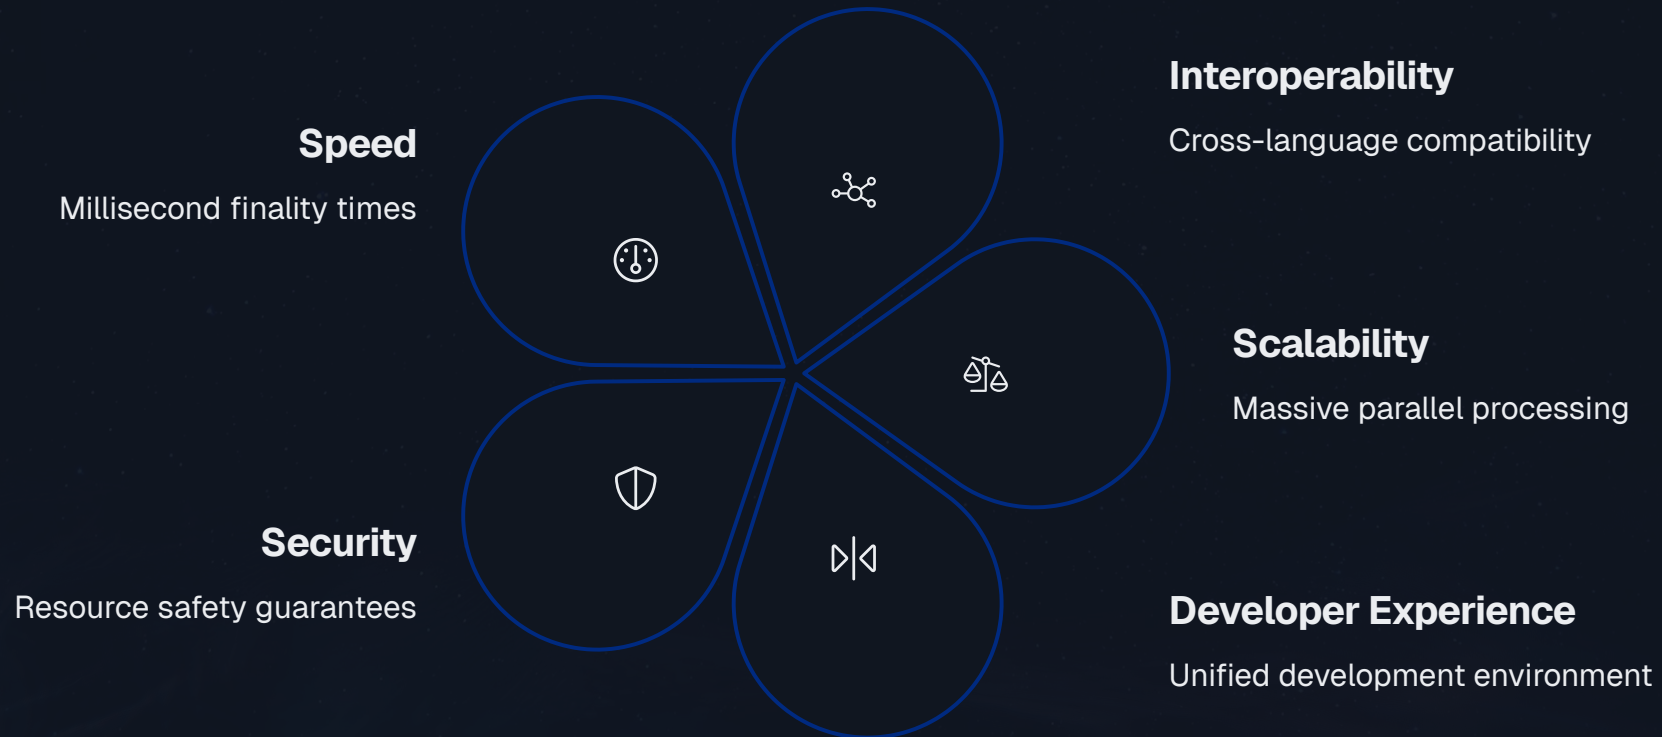 Speed
Millisecond finality times
Interoperability
Cross-language compatibility
Scalability
Massive parallel processing
Security
Resource safety guarantees
Developer Experience
Unified development environment